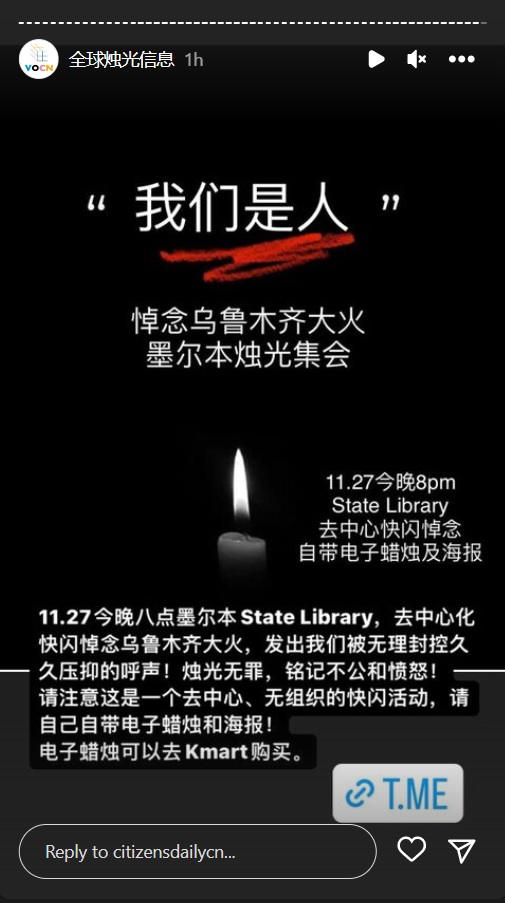 VOCN
全球烛光信息 1h
“ 我们是人 ”
悼念乌鲁木齐大火
墨尔本烛光集会
11.27今晚8pm
State Library
去中心快闪悼念
自带电子蜡烛及海报
11.27今晚八点墨尔本State Library，去中心化
快闪悼念乌鲁木齐大火，发出我们被无理封控久
久压抑的呼声！烛光无罪，铭记不公和愤怒！
请注意这是一个去中心、无组织的快闪活动，请
自己自带电子蜡烛和海报！
电子蜡烛可以去Kmart购买。
T.ME
Reply to citizensdailycn...